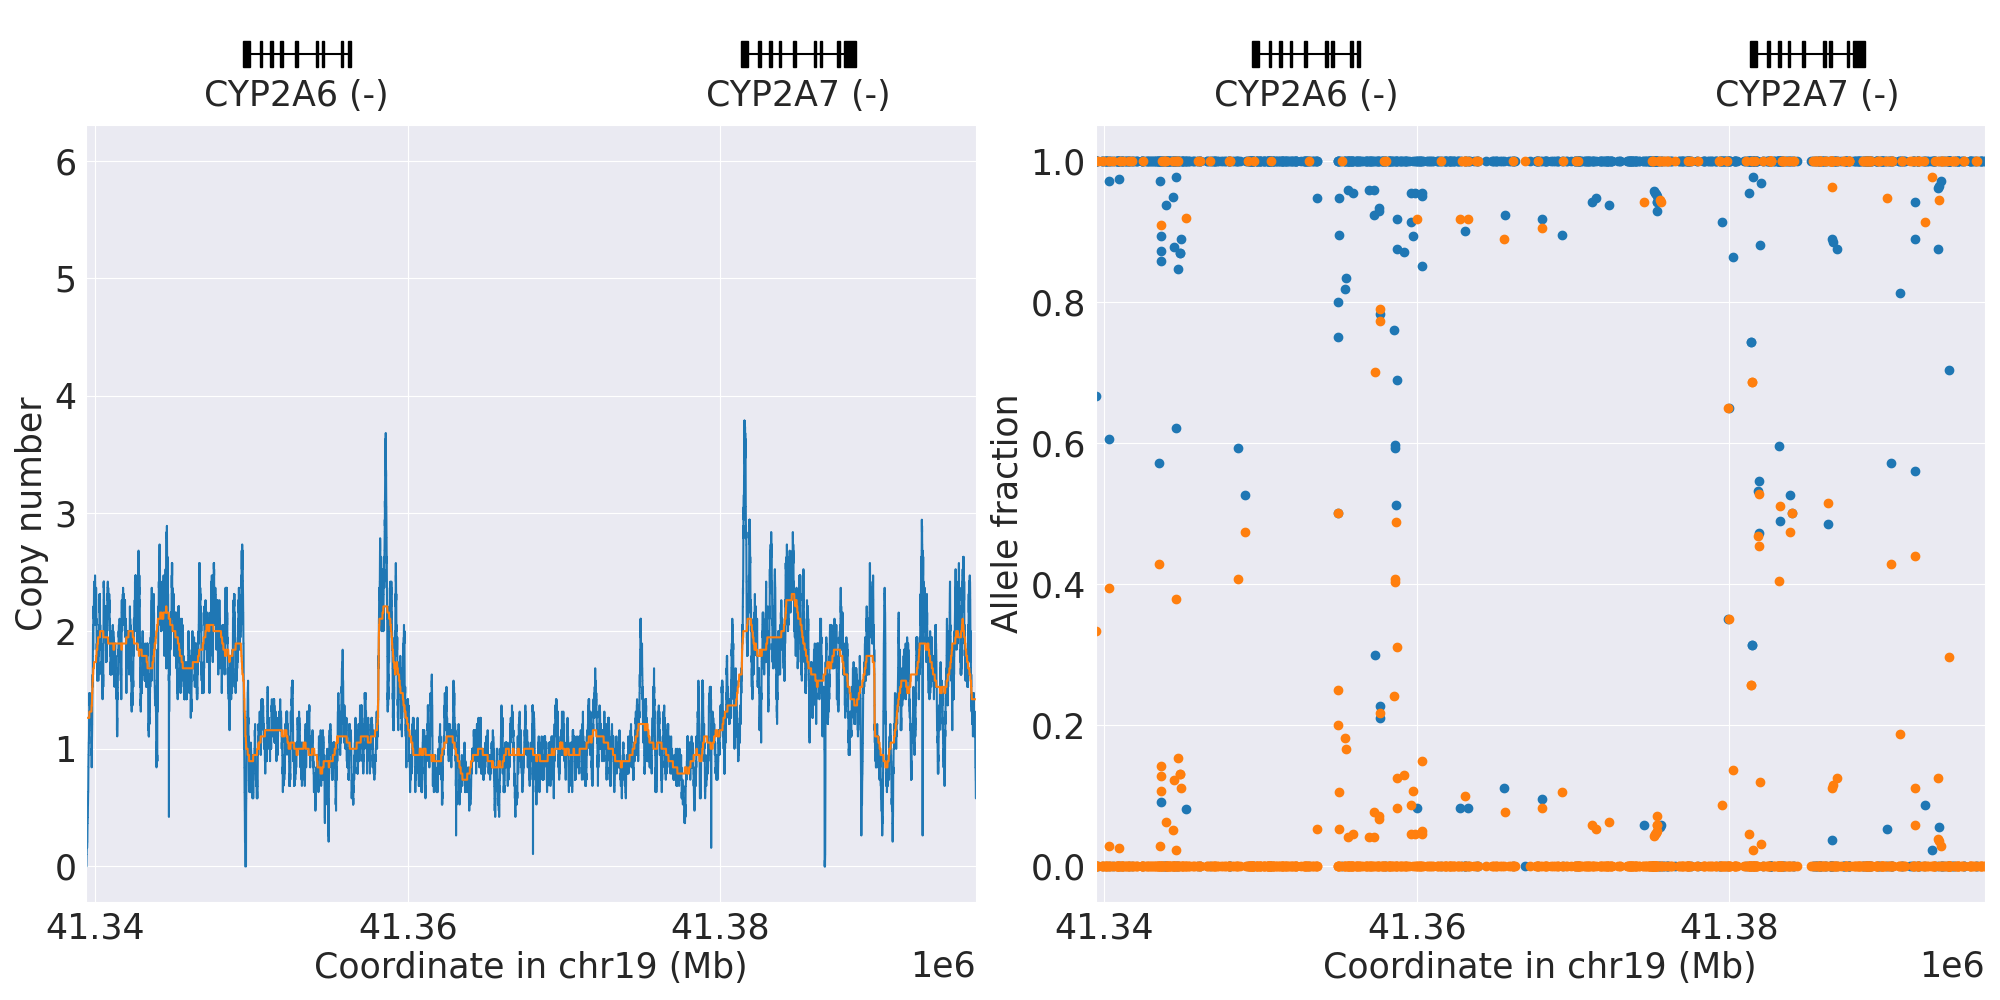 CYP2A6 (-)
CYP2A7 (-)
6
5
4
3
2
1
0
Copy number
41.34
41.36
41.38
Coordinate in chr19 (Mb)
1e6
CYP2A6 (-)
CYP2A7 (-)
1.0
0.8
0.6
0.4
0.2
0.0
Allele fraction
41.34
41.36
41.38
Coordinate in chr19 (Mb)
1e6